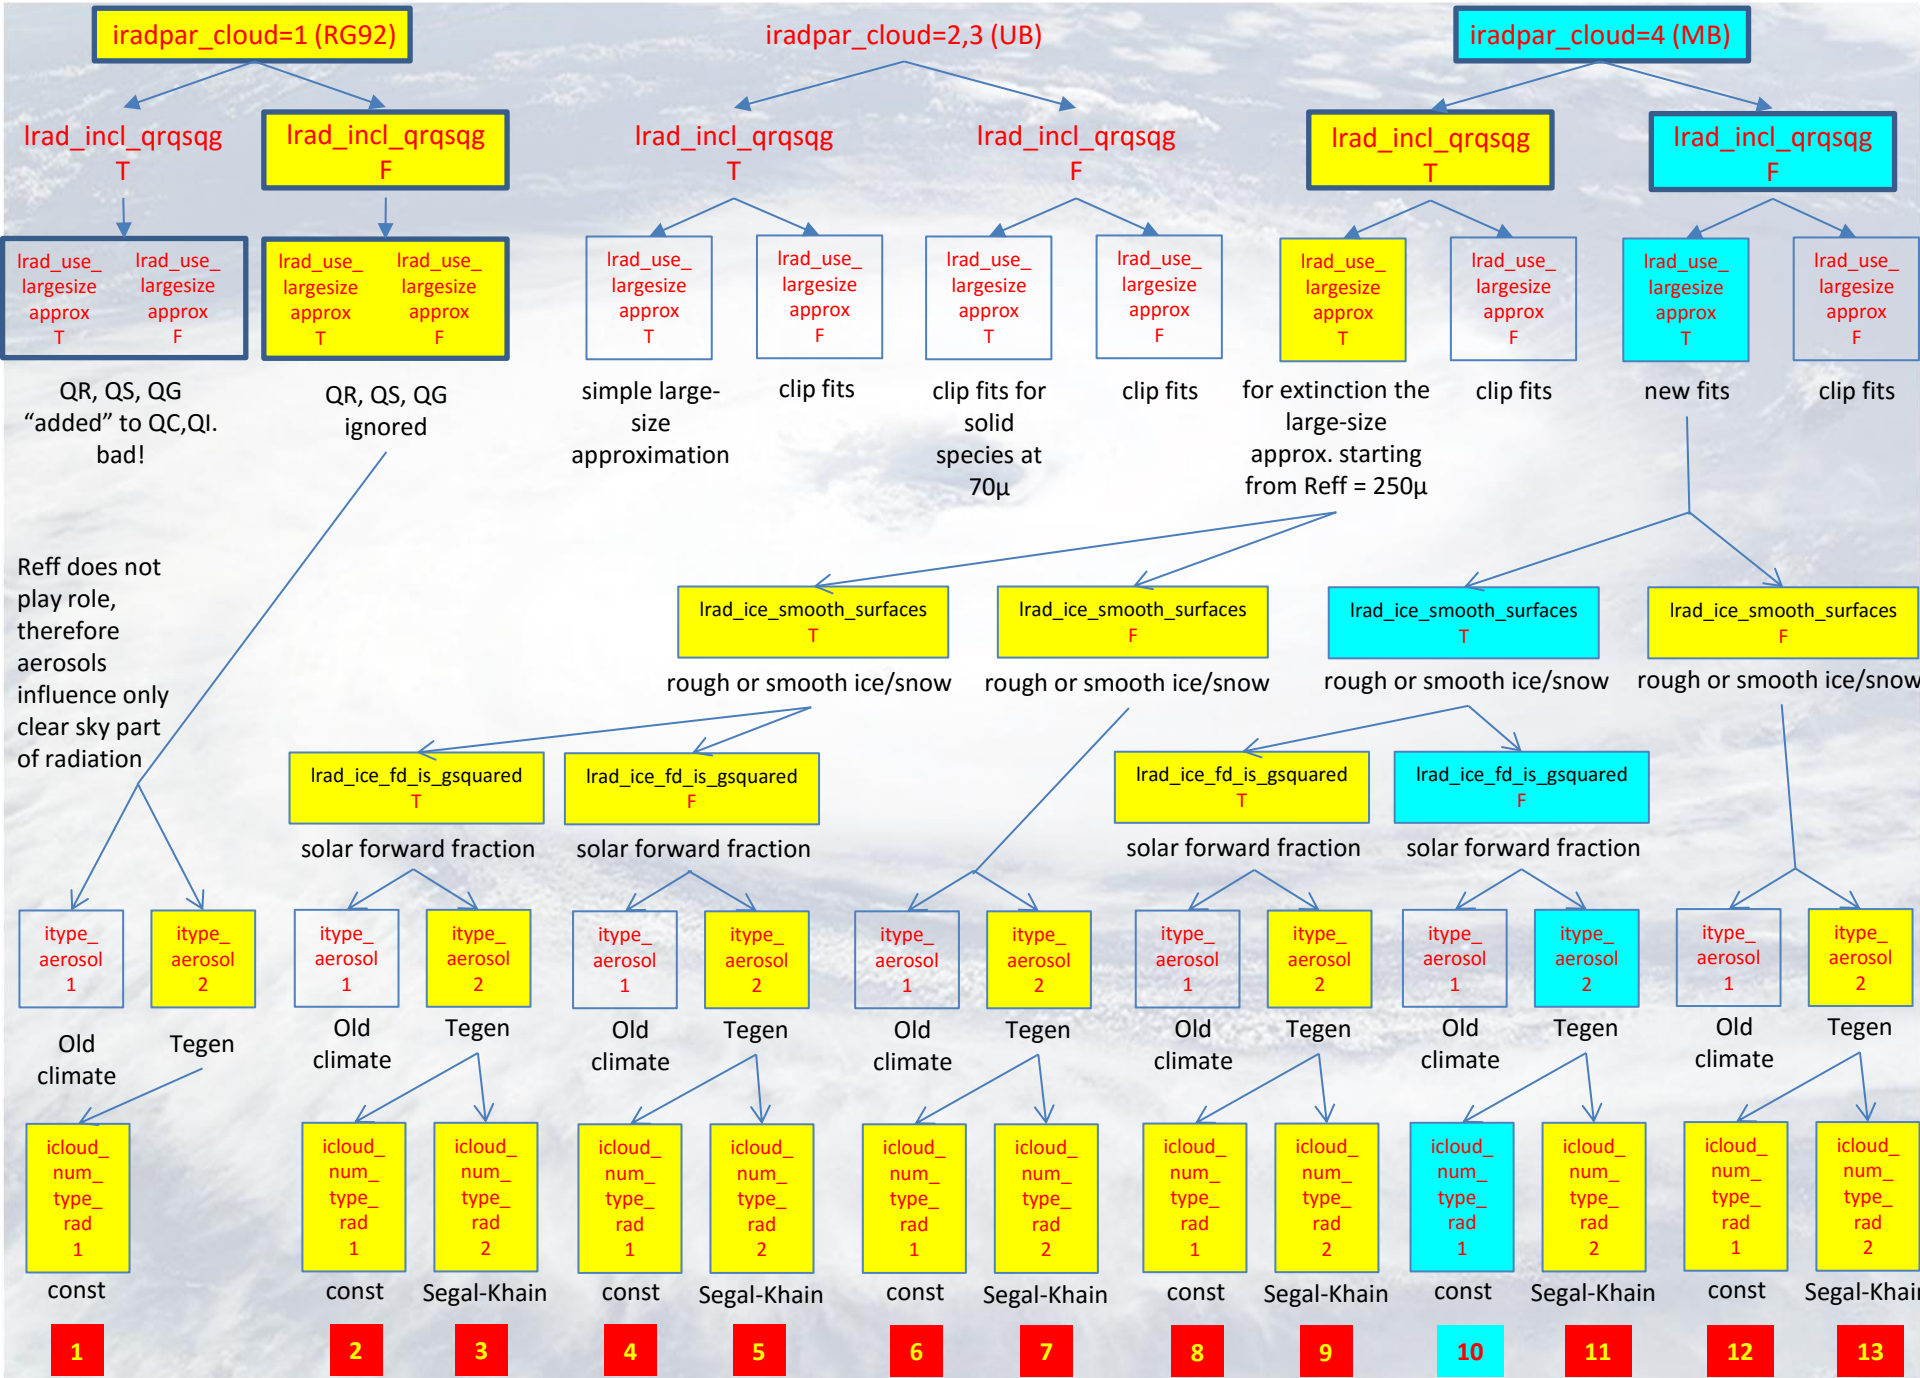 iradpar_cloud=1 (RG92)
iradpar_cloud=2,3 (UB)
iradpar_cloud=4 (MB)
lrad_incl_qrqsqg
T
lrad_incl_qrqsqg
F
lrad_incl_qrqsqg
T
lrad_incl_qrqsqg
F
lrad_incl_qrqsqg
T
lrad_incl_qrqsqg
F
lrad_use_
largesize
approx
T
lrad_use_
largesize
approx
F
lrad_use_
largesize
approx
T
lrad_use_
largesize
approx
F
lrad_use_
largesize
approx
T
lrad_use_
largesize
approx
F
lrad_use_
largesize
approx
T
lrad_use_
largesize
approx
F
lrad_use_
largesize
approx
T
lrad_use_
largesize
approx
F
lrad_use_
largesize
approx
T
lrad_use_
largesize
approx
F
QR, QS, QG
“added” to QC,QI.
bad!
QR, QS, QG
ignored
simple large-
size
approximation
clip fits
clip fits for
solid
species at
70μ
clip fits
for extinction the
large-size
approx. starting
from Reff = 250μ
clip fits
new fits
clip fits
Reff does not
play role,
therefore
aerosols
influence only
clear sky part
of radiation
lrad_ice_smooth_surfaces
T
lrad_ice_smooth_surfaces
F
lrad_ice_smooth_surfaces
T
lrad_ice_smooth_surfaces
F
rough or smooth ice/snow
rough or smooth ice/snow
rough or smooth ice/snow
rough or smooth ice/snow
lrad_ice_fd_is_gsquared
T
lrad_ice_fd_is_gsquared
F
lrad_ice_fd_is_gsquared
T
lrad_ice_fd_is_gsquared
F
solar forward fraction
solar forward fraction
solar forward fraction
solar forward fraction
itype_
aerosol
1
itype_
aerosol
2
itype_
aerosol
1
itype_
aerosol
2
itype_
aerosol
1
itype_
aerosol
2
itype_
aerosol
1
itype_
aerosol
2
itype_
aerosol
1
itype_
aerosol
2
itype_
aerosol
1
itype_
aerosol
2
itype_
aerosol
1
itype_
aerosol
2
Old
climate
Tegen
Old
climate
Tegen
Old
climate
Tegen
Old
climate
Tegen
Old
climate
Tegen
Old
climate
Tegen
Old
climate
Tegen
icloud_
num_
type_
rad
1
icloud_
num_
type_
rad
1
icloud_
num_
type_
rad
2
icloud_
num_
type_
rad
1
icloud_
num_
type_
rad
2
icloud_
num_
type_
rad
1
icloud_
num_
type_
rad
2
icloud_
num_
type_
rad
1
icloud_
num_
type_
rad
2
icloud_
num_
type_
rad
1
icloud_
num_
type_
rad
2
icloud_
num_
type_
rad
1
icloud_
num_
type_
rad
2
const
const
Segal-Khain
const
Segal-Khain
const
Segal-Khain
const
Segal-Khain
const
Segal-Khain
const
Segal-Khain
1
2
3
4
5
6
7
8
9
10
11
12
13